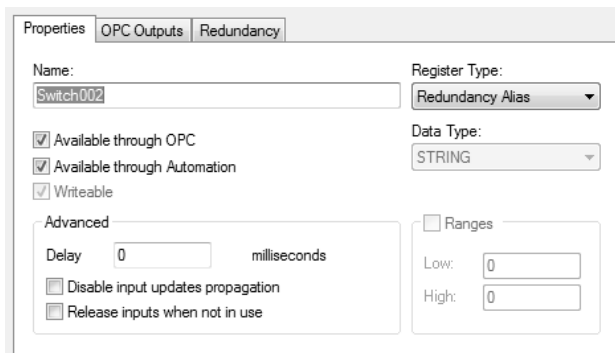 Properties OPC Outputs Redundancy
Name: Register Type:
Switch002 Redundancy Alias
Available through OPC Data Type:
Available through Automation STRING
Writeable
Advanced Ranges
Delay 0 milliseconds Low: 0
Disable input updates propagation High: 0
Release inputs when not in use